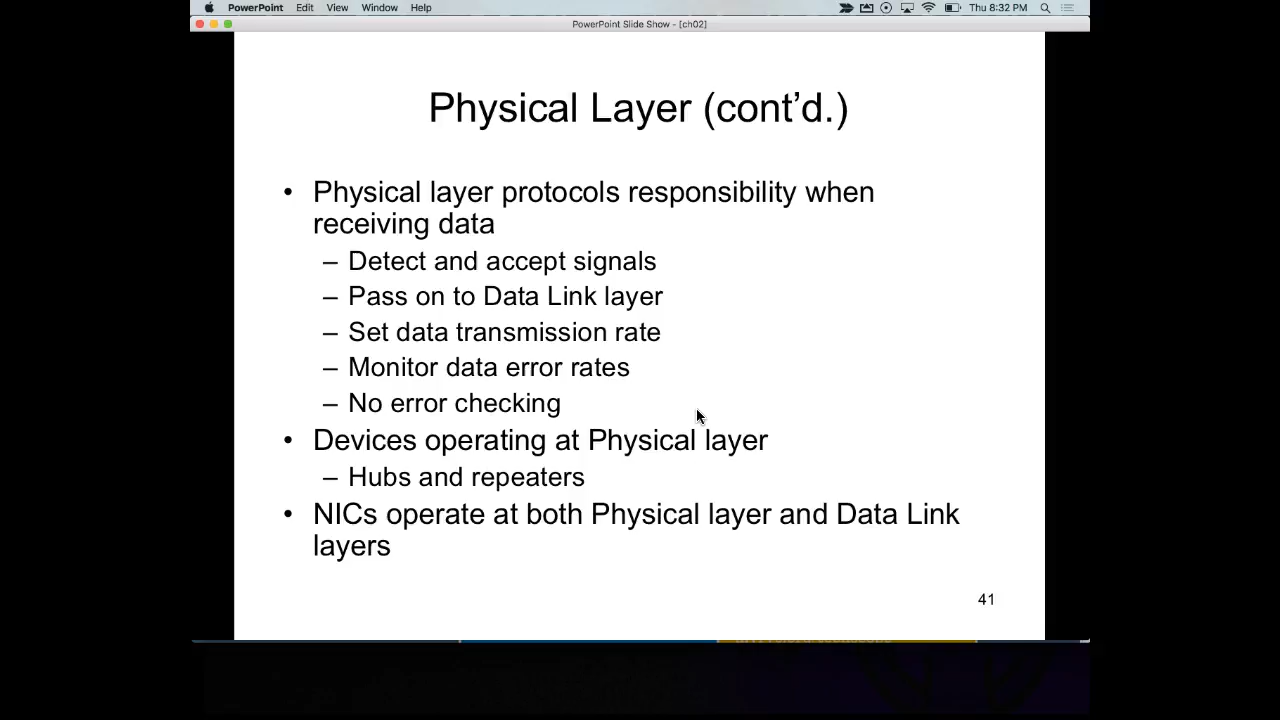 PowerPoint Edit View Window Help Thu 8:32 PM
PowerPoint Slide Show - [ch02]
Physical Layer (cont’d.)
• Physical layer protocols responsibility when
receiving data
– Detect and accept signals
– Pass on to Data Link layer
– Set data transmission rate
– Monitor data error rates
– No error checking
• Devices operating at Physical layer
– Hubs and repeaters
• NICs operate at both Physical layer and Data Link
layers
41